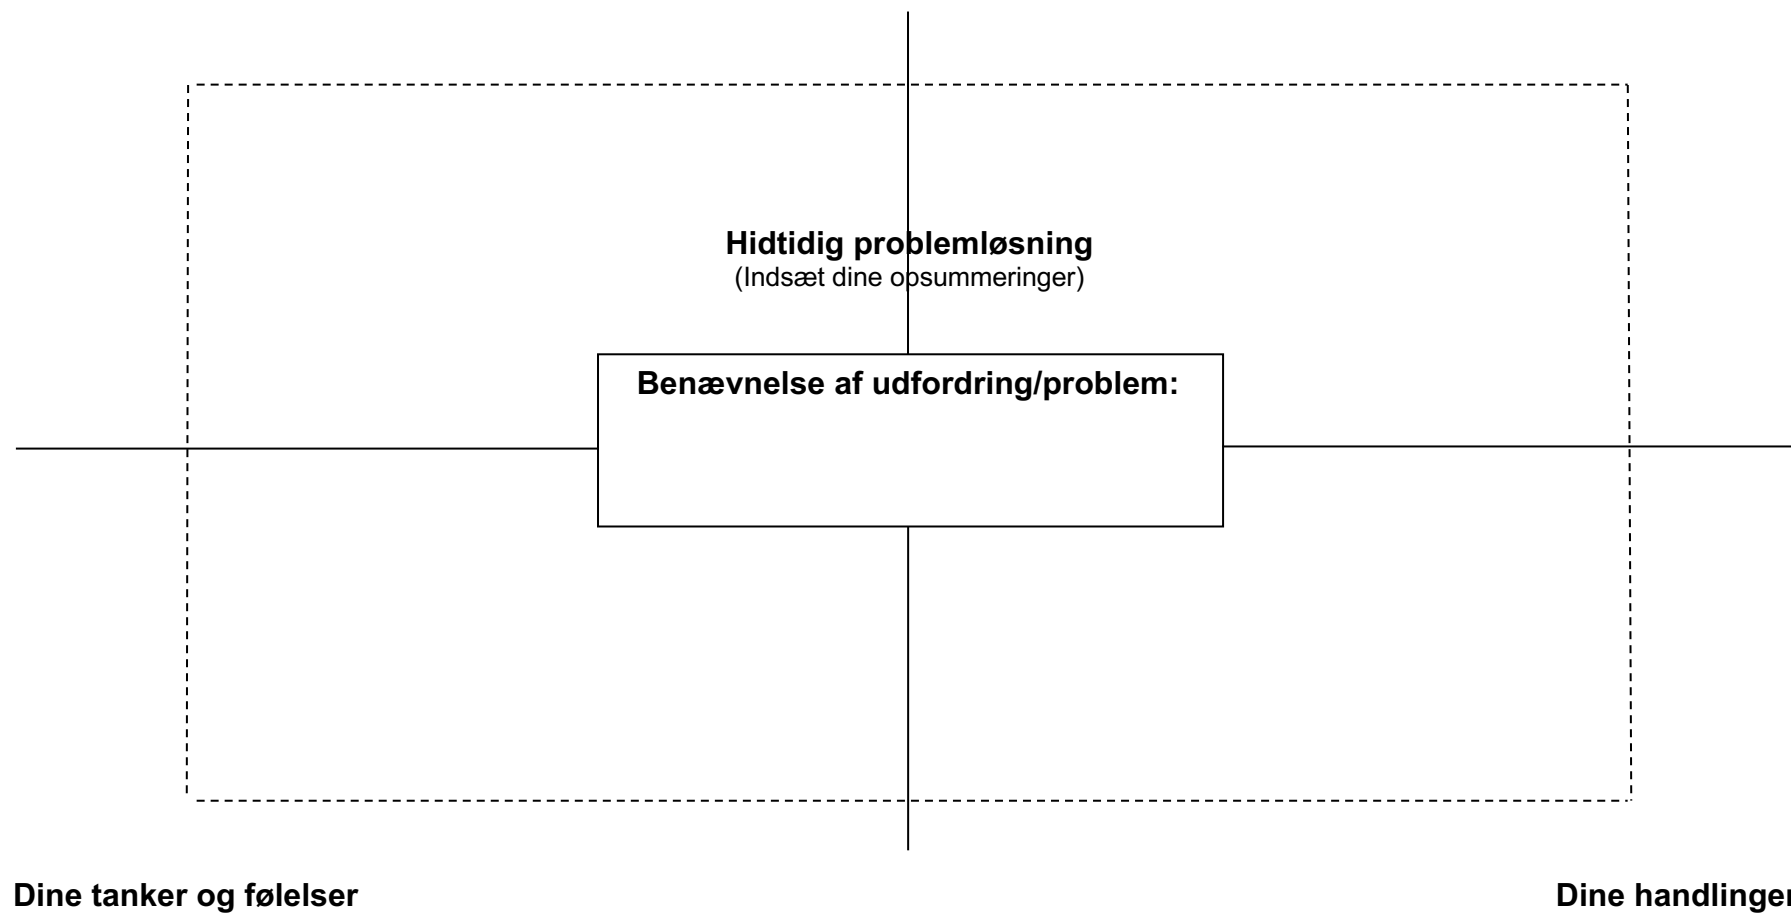 Hidtidig problemløsning
(Indsæt dine opsummeringer)
Benævnelse af udfordring/problem:
Dine tanker og følelser
Dine handlinger